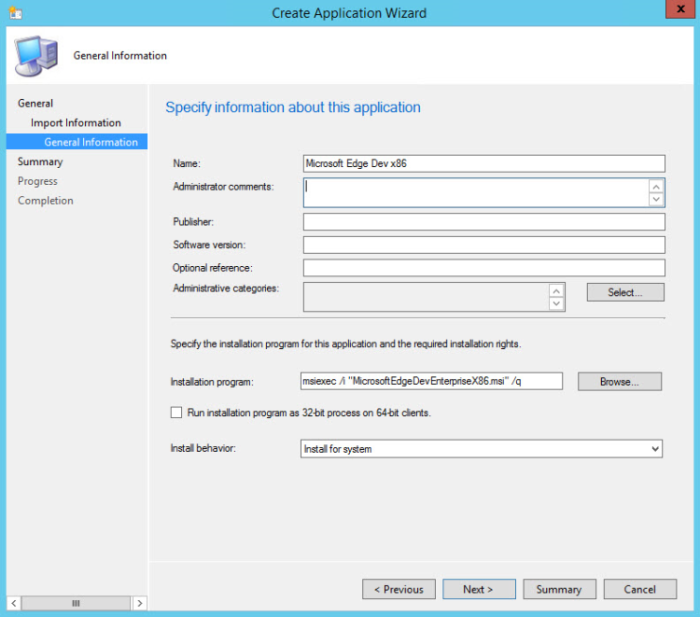 Create Application Wizard
x
General Information
General
Import Information
General Information
Summary
Progress
Completion
Specify information about this application
Name: Microsoft Edge Dev x86
Administrator comments:
Publisher:
Software version:
Optional reference:
Administrative categories: Select...
Specify the installation program for this application and the required installation rights.
Installation program: msiexec /i "MicrosoftEdgeDevEnterpriseX86.msi" /q Browse...
Run installation program as 32-bit process on 64-bit clients.
Install behavior: Install for system
< Previous Next > Summary Cancel